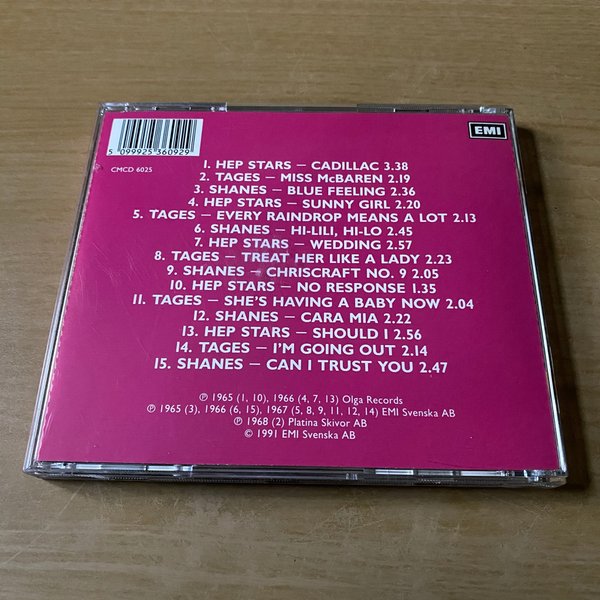 EMI
5 099925 360929
CMCD 6025
1. HEP STARS – CADILLAC 3.38
2. TAGES – MISS McBAREN 2.19
3. SHANES – BLUE FEELING 2.36
4. HEP STARS – SUNNY GIRL 2.20
5. TAGES – EVERY RAINDROP MEANS A LOT 2.13
6. SHANES – HI-LILI, HI-LO 2.45
7. HEP STARS – WEDDING 2.57
8. TAGES – TREAT HER LIKE A LADY 2.23
9. SHANES – CHRISCRAFT NO. 9 2.05
10. HEP STARS – NO RESPONSE 1.35
11. TAGES – SHE'S HAVING A BABY NOW 2.04
12. SHANES – CARA MIA 2.22
13. HEP STARS – SHOULD I 2.56
14. TAGES – I'M GOING OUT 2.14
15. SHANES – CAN I TRUST YOU 2.47
℗ 1965 (1, 10), 1966 (4, 7, 13) Olga Records
℗ 1965 (3), 1966 (6, 15), 1967 (5, 8, 9, 11, 12, 14) EMI Svenska AB
℗ 1968 (2) Platina Skivor AB
© 1991 EMI Svenska AB